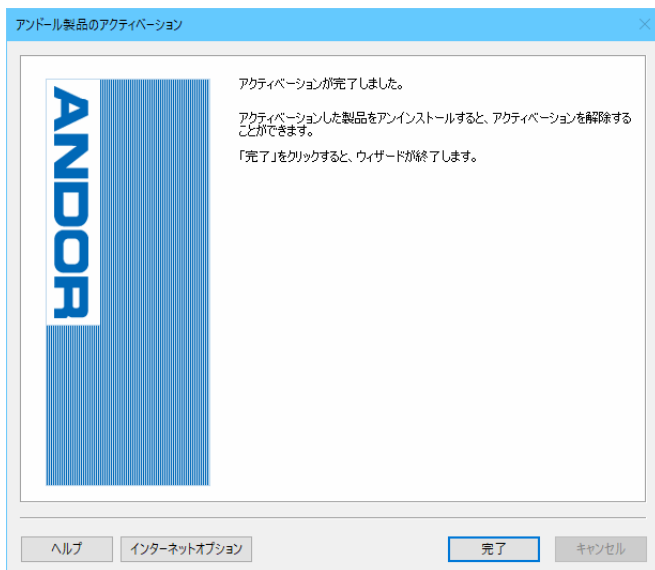 アンドール製品のアクティベーション
ANDOR
アクティベーションが完了しました。
アクティベーションした製品をアンインストールすると、アクティベーションを解除する
ことができます。
「完了」をクリックすると、ウィザードが終了します。
ヘルプ
インターネットオプション
完了
キャンセル